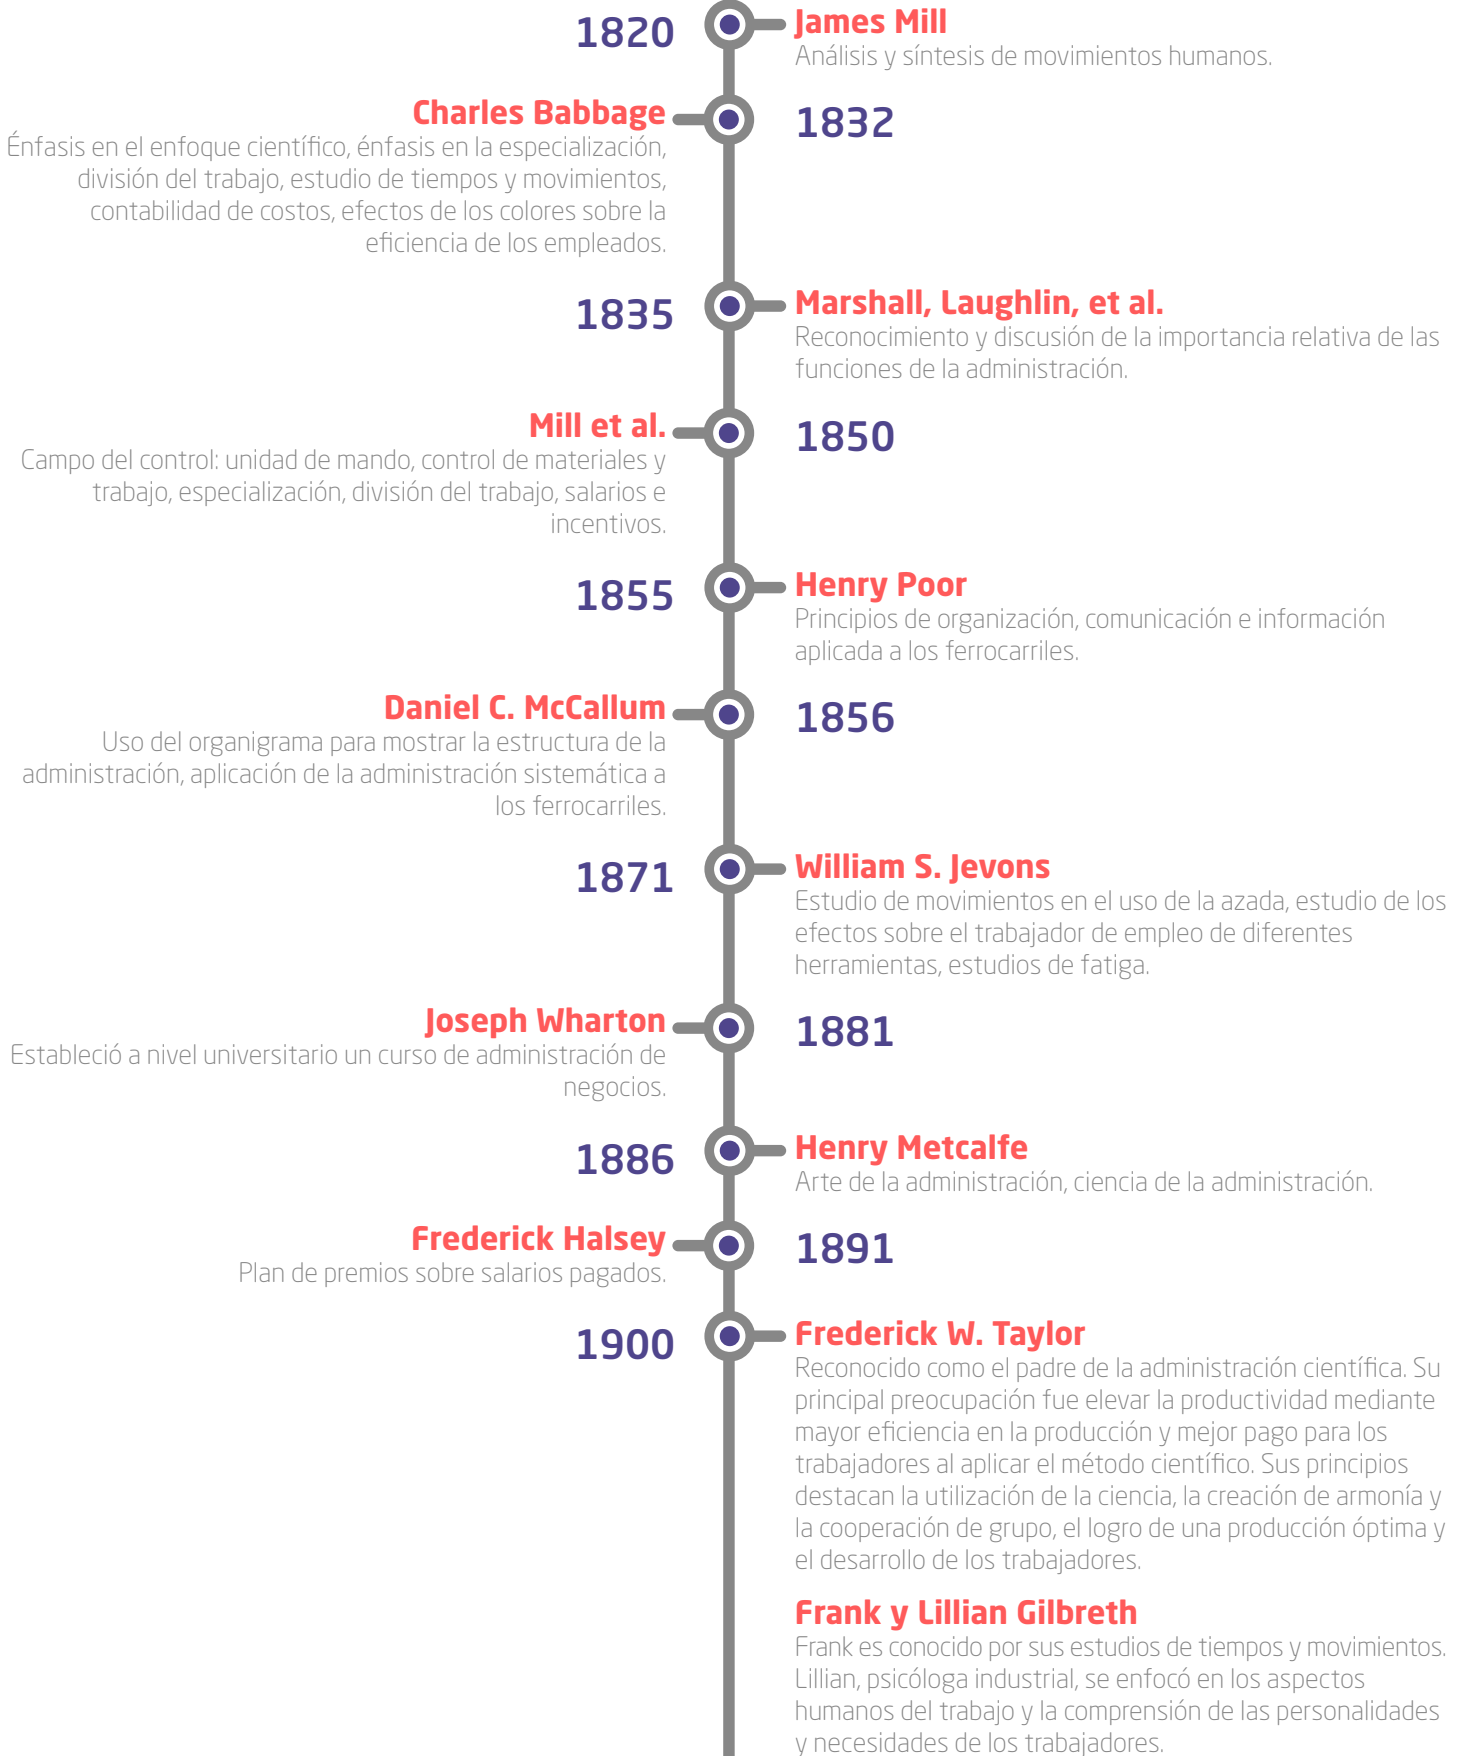 1820
James Mill
Análisis y síntesis de movimientos humanos.
Charles Babbage
1832
Énfasis en el enfoque científico, énfasis en la especialización,
división del trabajo, estudio de tiempos y movimientos,
contabilidad de costos, efectos de los colores sobre la
eficiencia de los empleados.
1835
Marshall, Laughlin, et al.
Reconocimiento y discusión de la importancia relativa de las
funciones de la administración.
Mill et al.
1850
Campo del control: unidad de mando, control de materiales y
trabajo, especialización, división del trabajo, salarios e
incentivos.
1855
Henry Poor
Principios de organización, comunicación e información
aplicada a los ferrocarriles.
Daniel C. McCallum
1856
Uso del organigrama para mostrar la estructura de la
administración, aplicación de la administración sistemática a
los ferrocarriles.
1871
William S. Jevons
Estudio de movimientos en el uso de la azada, estudio de los
efectos sobre el trabajador de empleo de diferentes
herramientas, estudios de fatiga.
Joseph Wharton
1881
Estableció a nivel universitario un curso de administración de
negocios.
1886
Henry Metcalfe
Arte de la administración, ciencia de la administración.
Frederick Halsey
1891
Plan de premios sobre salarios pagados.
1900
Frederick W. Taylor
Reconocido como el padre de la administración científica. Su
principal preocupación fue elevar la productividad mediante
mayor eficiencia en la producción y mejor pago para los
trabajadores al aplicar el método científico. Sus principios
destacan la utilización de la ciencia, la creación de armonía y
la cooperación de grupo, el logro de una producción óptima y
el desarrollo de los trabajadores.
Frank y Lillian Gilbreth
Frank es conocido por sus estudios de tiempos y movimientos.
Lillian, psicóloga industrial, se enfocó en los aspectos
humanos del trabajo y la comprensión de las personalidades
y necesidades de los trabajadores.